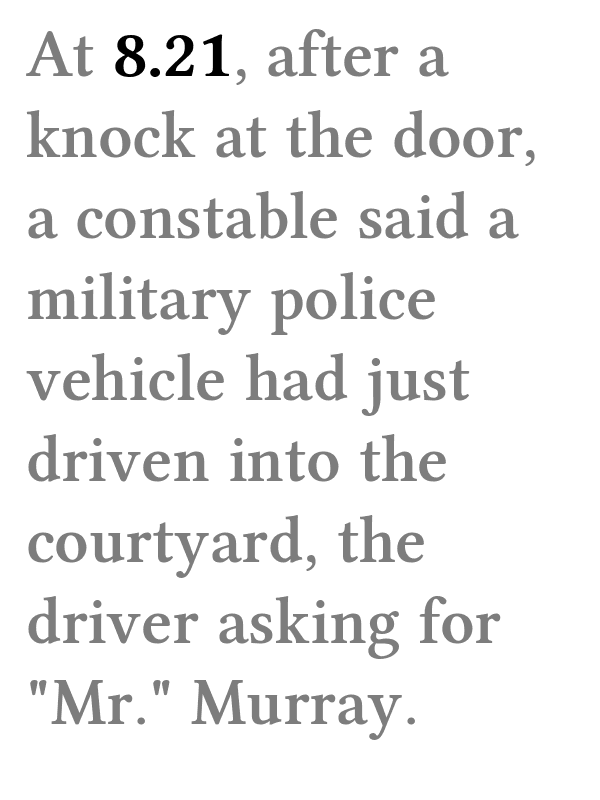 At 8.21, after a
knock at the door,
a constable said a
military police
vehicle had just
driven into the
courtyard, the
driver asking for
"Mr." Murray.